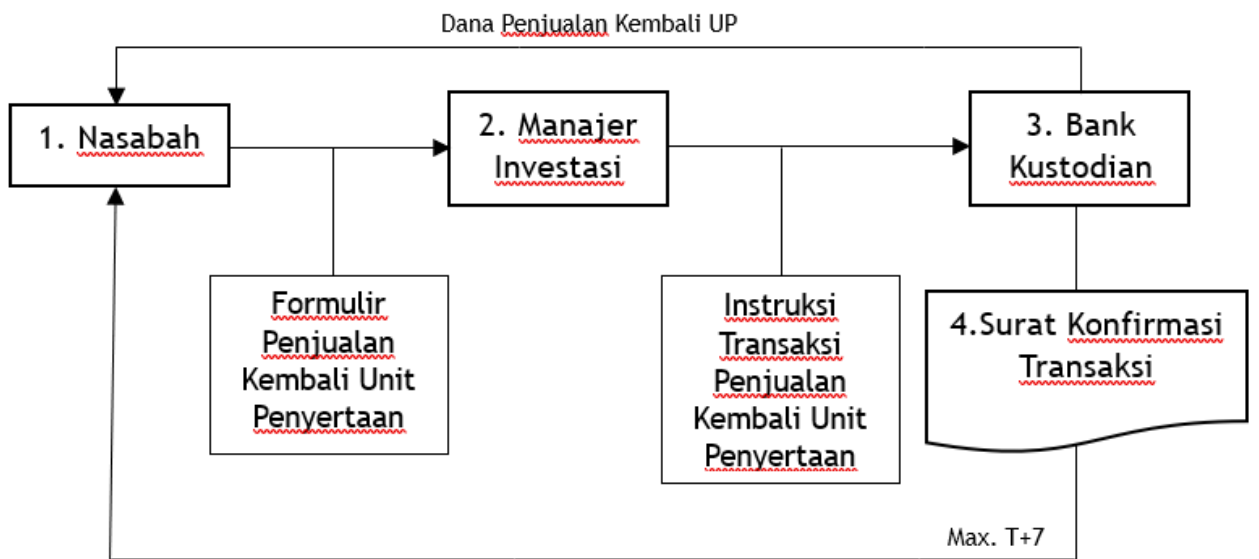 Dana Penjualan Kembali UP
1. Nasabah
2. Manajer
Investasi
3. Bank
Kustodian
Formulir
Penjualan
Kembali Unit
Penyertaan
Instruksi
Transaksi
Penjualan
Kembali Unit
Penyertaan
4.Surat Konfirmasi
Transaksi
Max. T+7